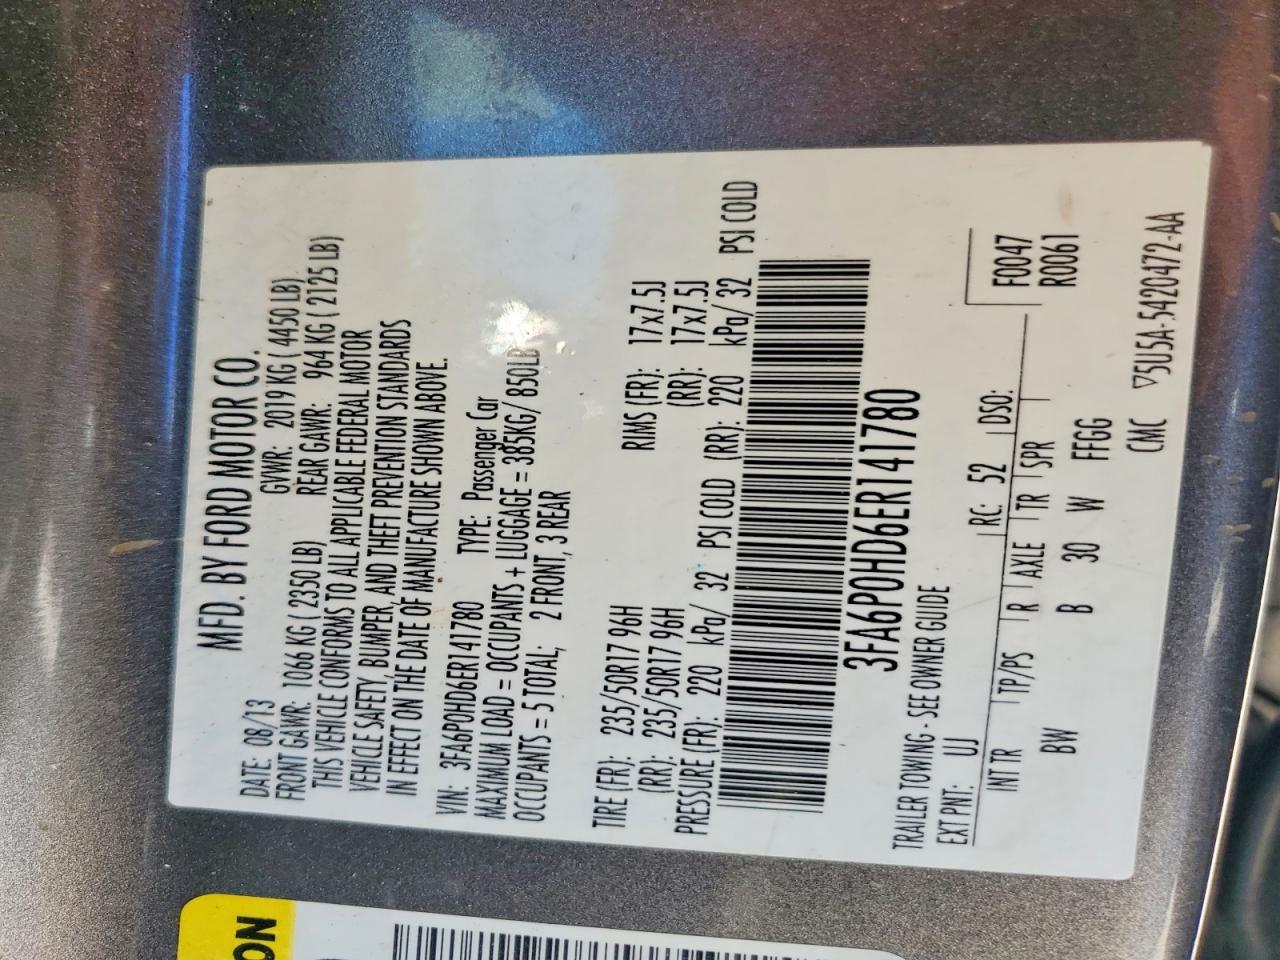 MFD. BY FORD MOTOR CO.
DATE: 08/13 GVWR: 2019 KG ( 4450 LB)
FRONT GAWR: 1066 KG ( 2350 LB) REAR GAWR: 964 KG ( 2125 LB)
THIS VEHICLE CONFORMS TO ALL APPLICABLE FEDERAL MOTOR
VEHICLE SAFETY, BUMPER, AND THEFT PREVENTION STANDARDS
IN EFFECT ON THE DATE OF MANUFACTURE SHOWN ABOVE.
VIN: 3FA6P0HD6ER141780 TYPE: Passenger Car
MAXIMUM LOAD = OCCUPANTS + LUGGAGE = 385KG/ 850LB
OCCUPANTS = 5 TOTAL; 2 FRONT, 3 REAR
TIRE (FR): 235/50R17 96H RIMS (FR): 17x7.5J
(RR): 235/50R17 96H (RR): 17x7.5J
PRESSURE (FR): 220 kPa/ 32 PSI COLD (RR): 220 kPa/ 32 PSI COLD
3FA6P0HD6ER141780
TRAILER TOWING - SEE OWNER GUIDE
EXT PNT: UJ RC: 52 DSO:
INT TR TP/PS R AXLE TR SPR F0047
BW B 30 W FFGG R0061
CMC ▽5U5A-5420472-AA
ON